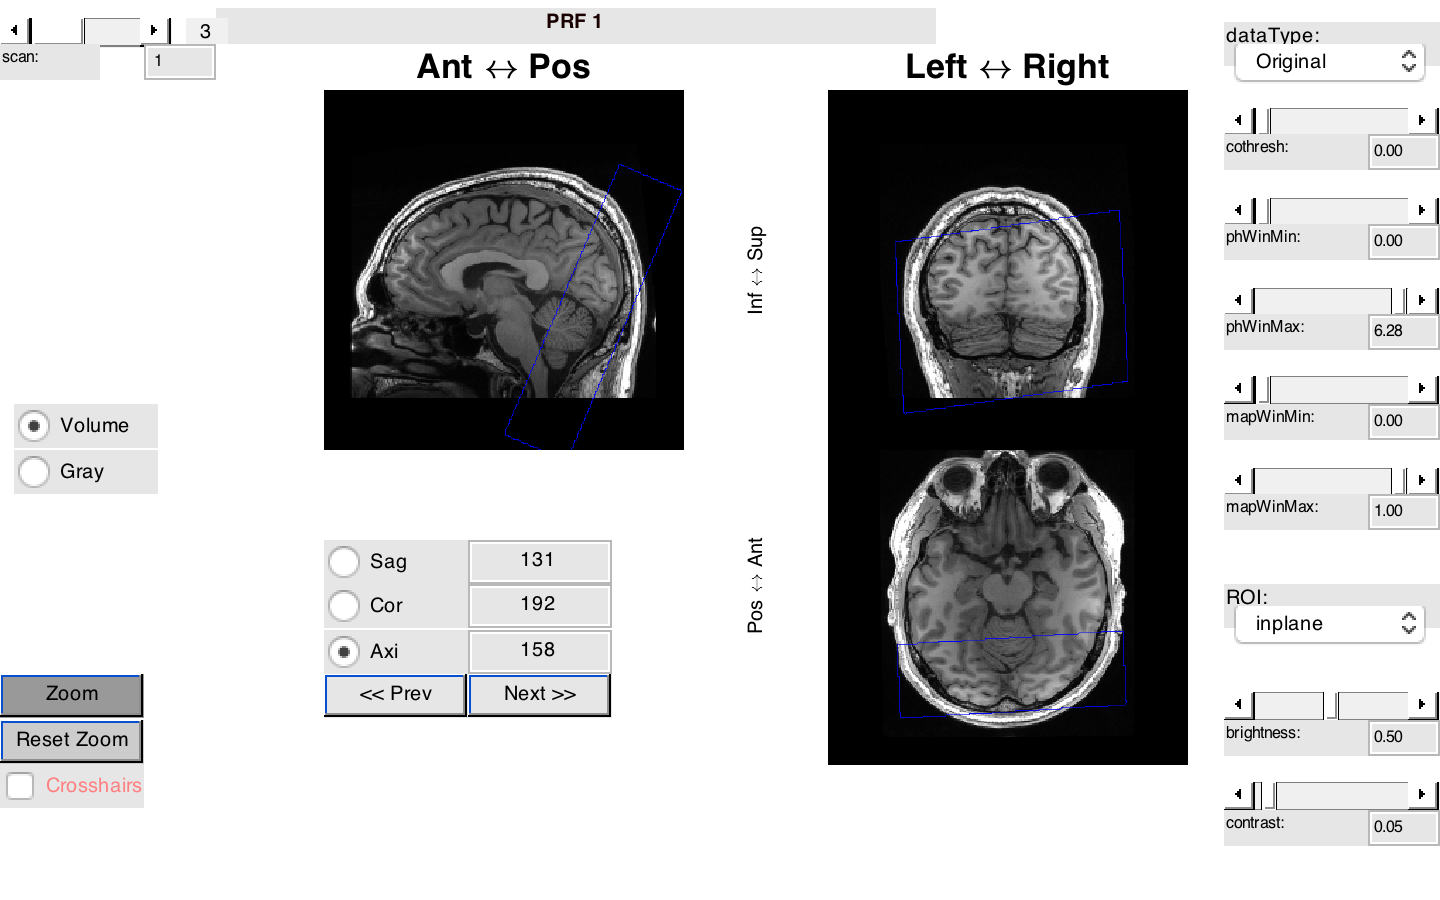 PRF 1
3
scan:
1
Ant ↔ Pos
Left ↔ Right
Inf ↔ Sup
Pos ↔ Ant
dataType:
Original
cothresh:
0.00
phWinMin:
0.00
phWinMax:
6.28
mapWinMin:
0.00
mapWinMax:
1.00
Volume
Gray
Sag
131
Cor
192
Axi
158
<< Prev
Next >>
ROI:
inplane
Zoom
Reset Zoom
Crosshairs
brightness:
0.50
contrast:
0.05